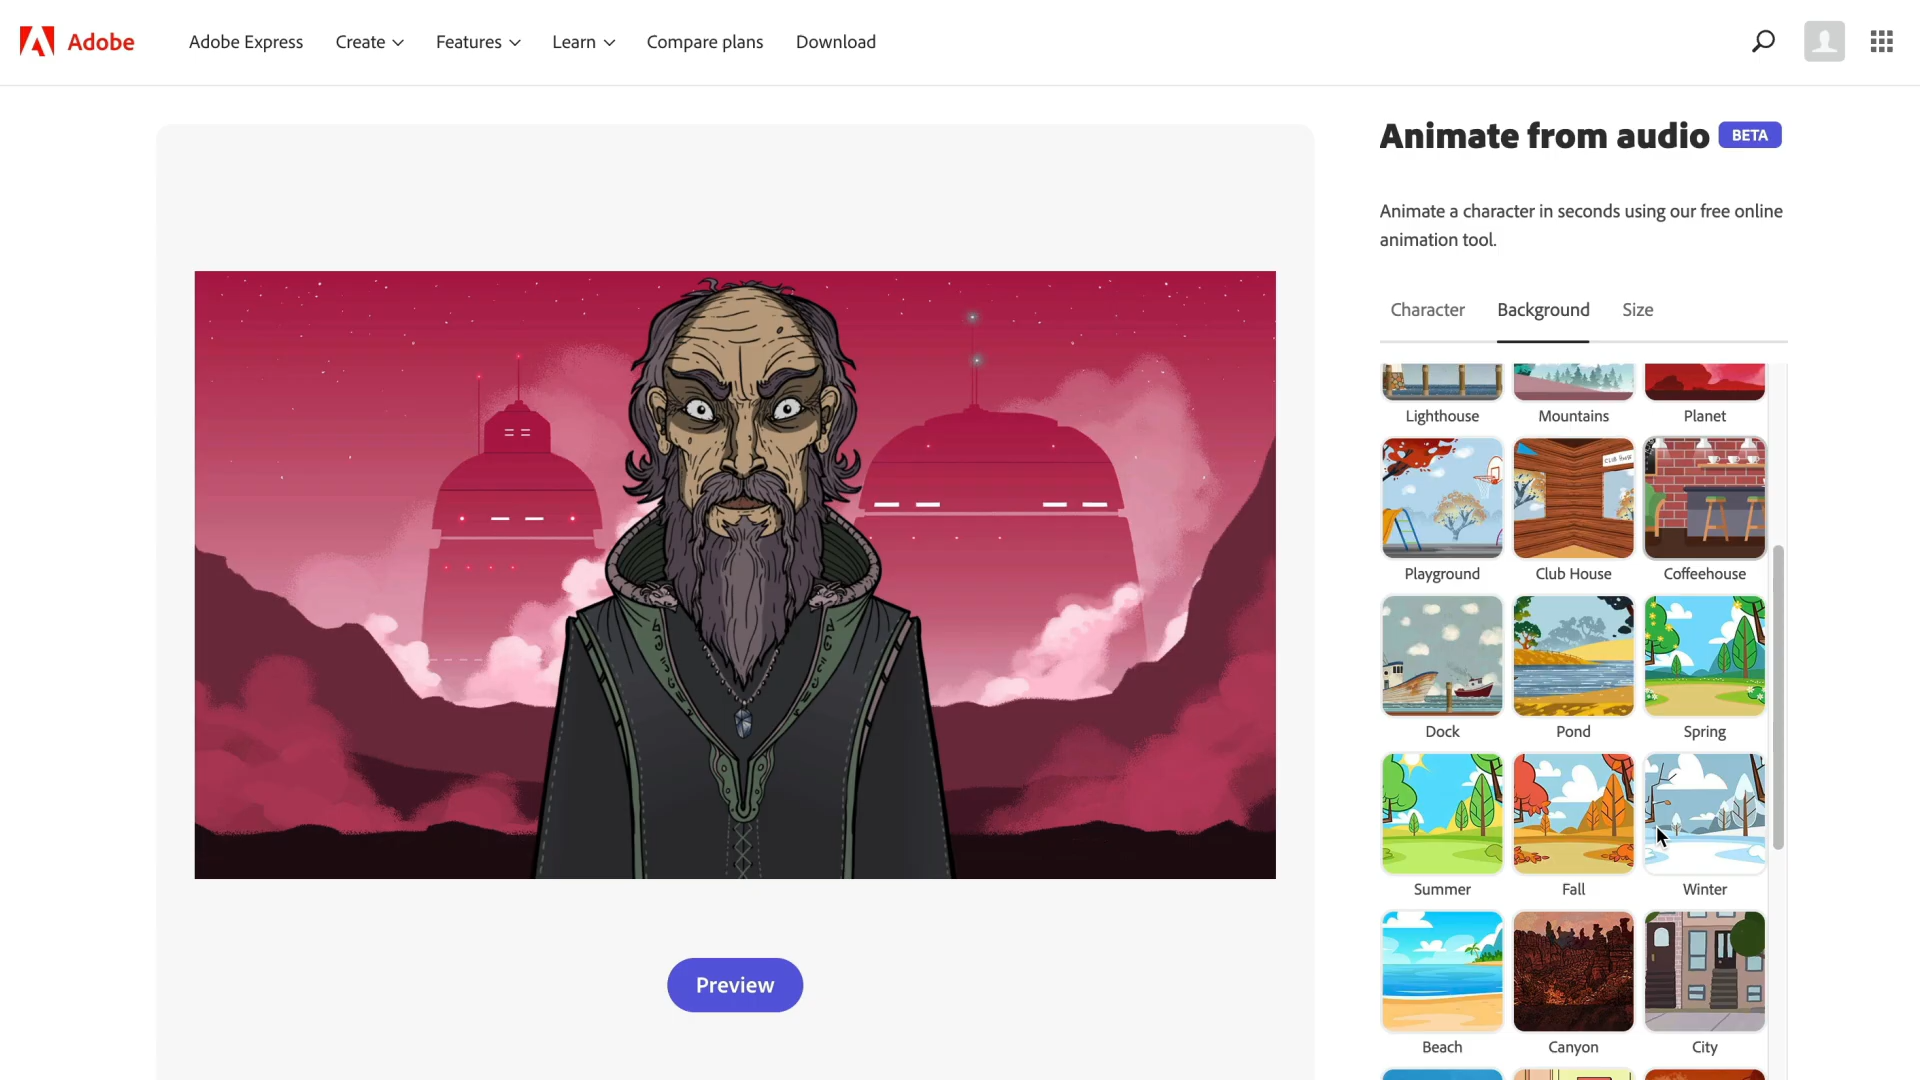 Adobe
Adobe Express
Create
Features
Learn
Compare plans
Download
Animate from audio BETA
Animate a character in seconds using our free online
animation tool.
Character
Background
Size
Lighthouse
Mountains
Planet
CLUB HOUSE
Playground
Club House
Coffeehouse
Dock
Pond
Spring
Summer
Fall
Winter
Beach
Canyon
City
Preview